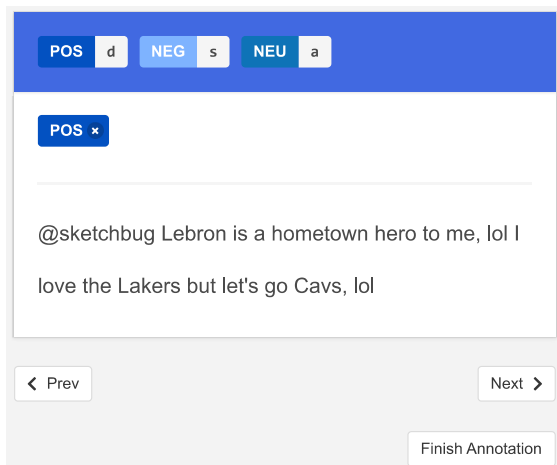 POS d NEG s NEU a
POS ×
@sketchbug Lebron is a hometown hero to me, lol I
love the Lakers but let's go Cavs, lol
Prev Next
Finish Annotation